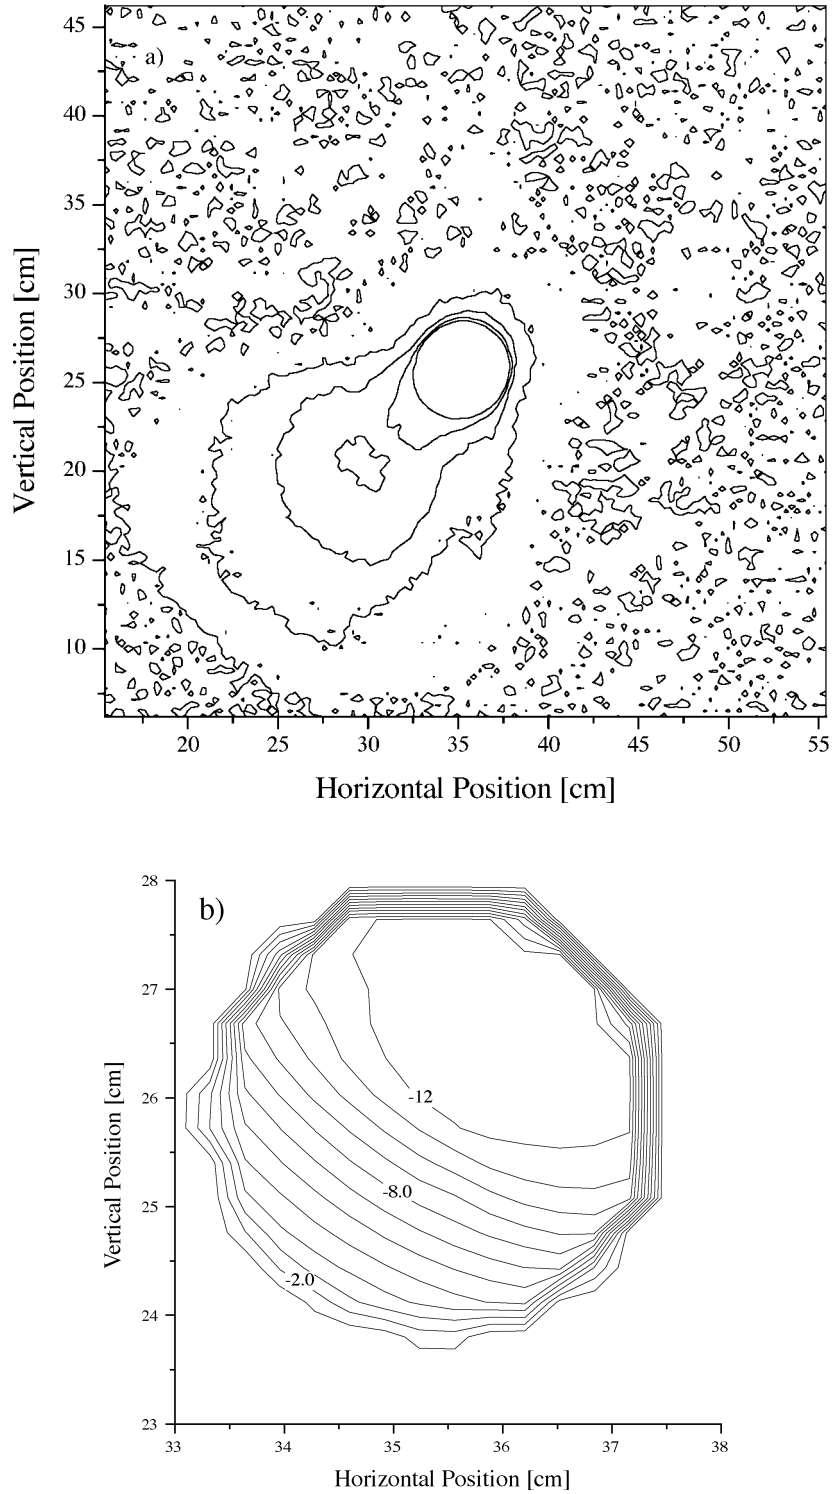 45
a)
40
35
30
25
20
15
10
Vertical Position [cm]
20 25 30 35 40 45 50 55
Horizontal Position [cm]
28
b)
27
26
25
24
23
-12
-8.0
-2.0
Vertical Position [cm]
33 34 35 36 37 38
Horizontal Position [cm]